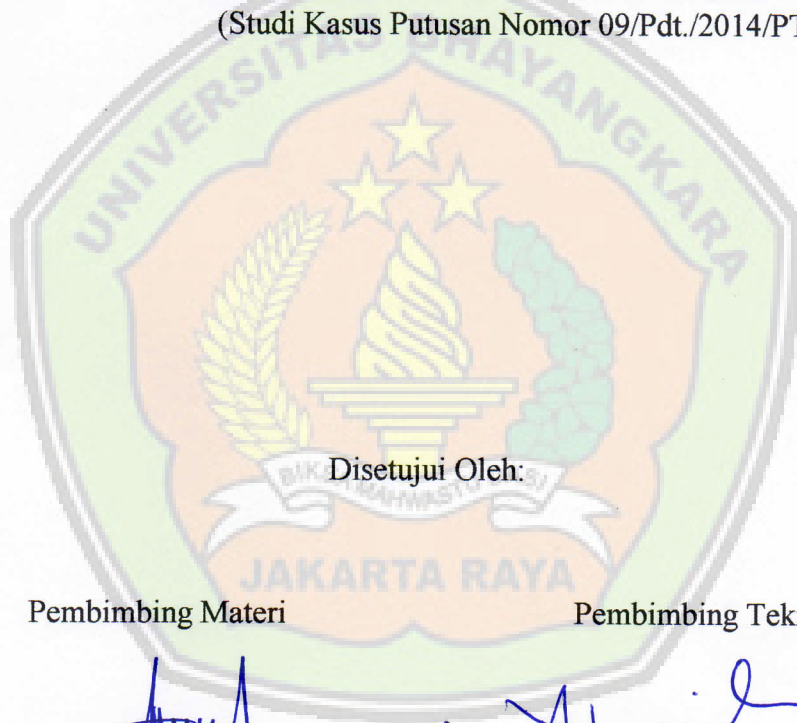 (Studi Kasus Putusan Nomor 09/Pdt./2014/PT
UNIVERSITAS BHAYANGKARA
Disetujui Oleh:
JAKARTA RAYA
Pembimbing Materi Pembimbing Tek